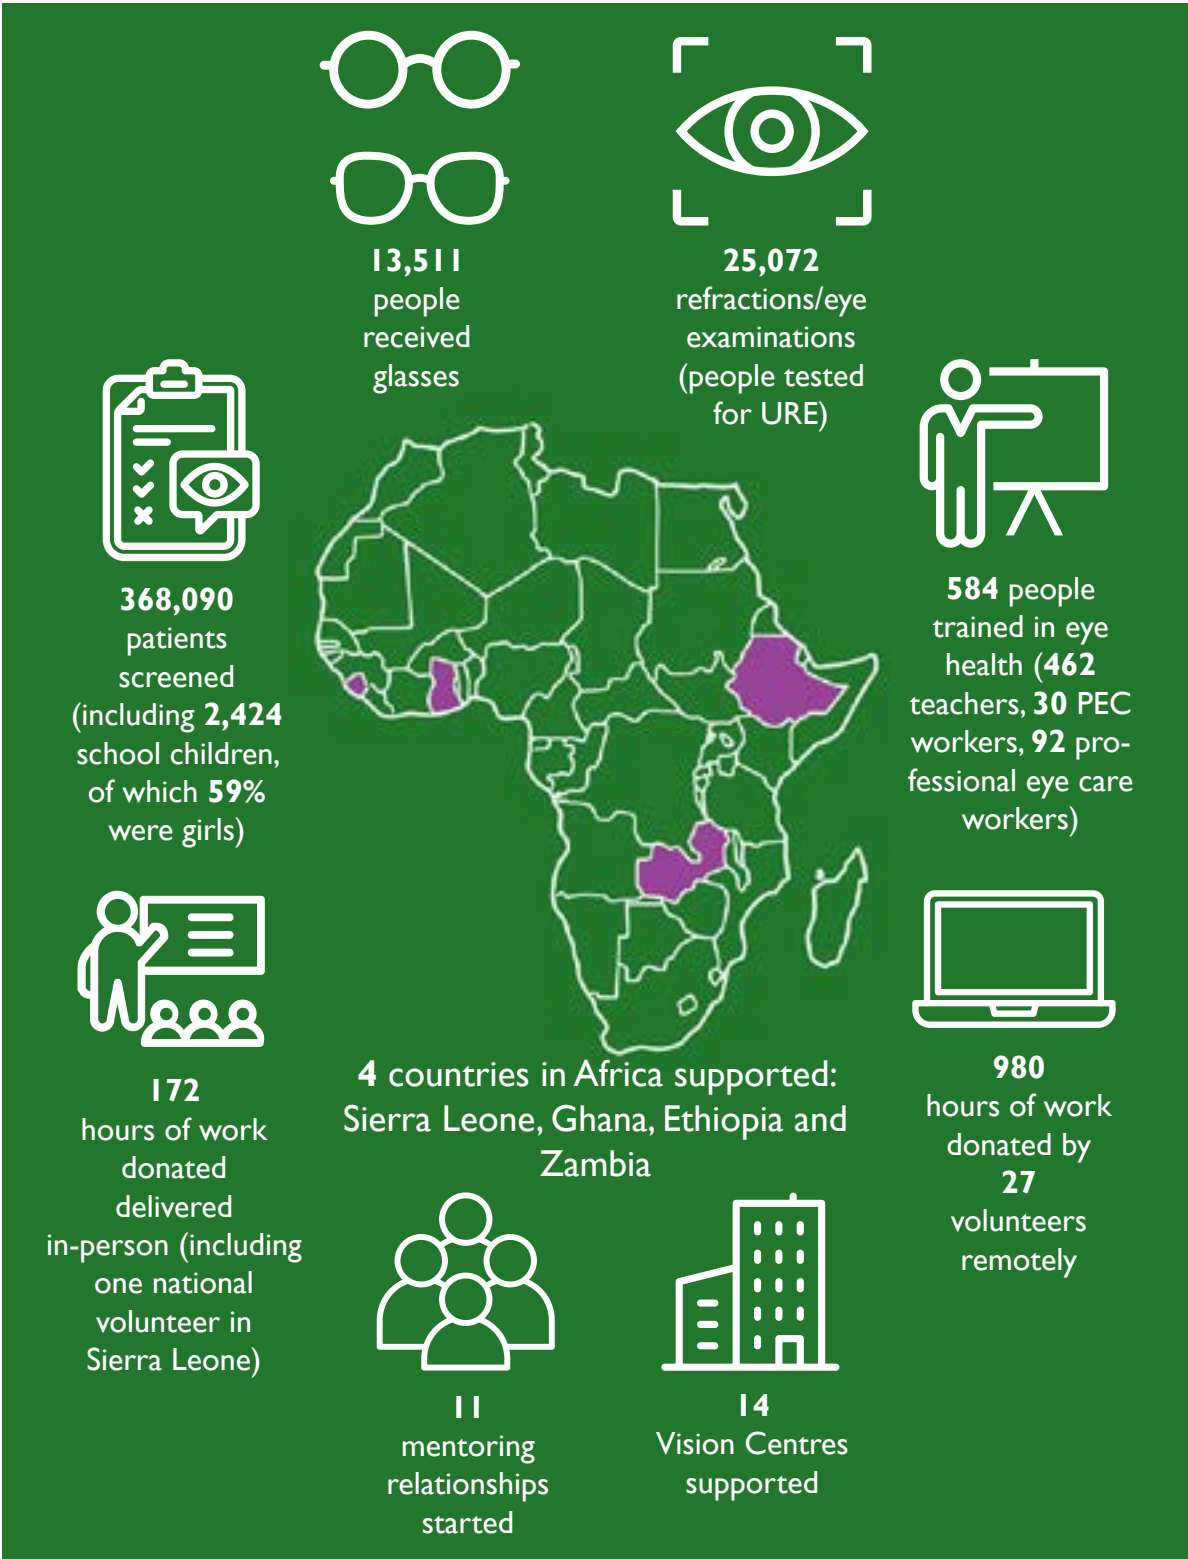 13,511
people
received
glasses
25,072
refractions/eye
examinations
(people tested
for URE)
368,090
patients
screened
(including 2,424
school children,
of which 59%
were girls)
584 people
trained in eye
health (462
teachers, 30 PEC
workers, 92 pro-
fessional eye care
workers)
172
hours of work
donated
delivered
in-person (including
one national
volunteer in
Sierra Leone)
4 countries in Africa supported:
Sierra Leone, Ghana, Ethiopia and
Zambia
980
hours of work
donated by
27
volunteers
remotely
11
mentoring
relationships
started
14
Vision Centres
supported